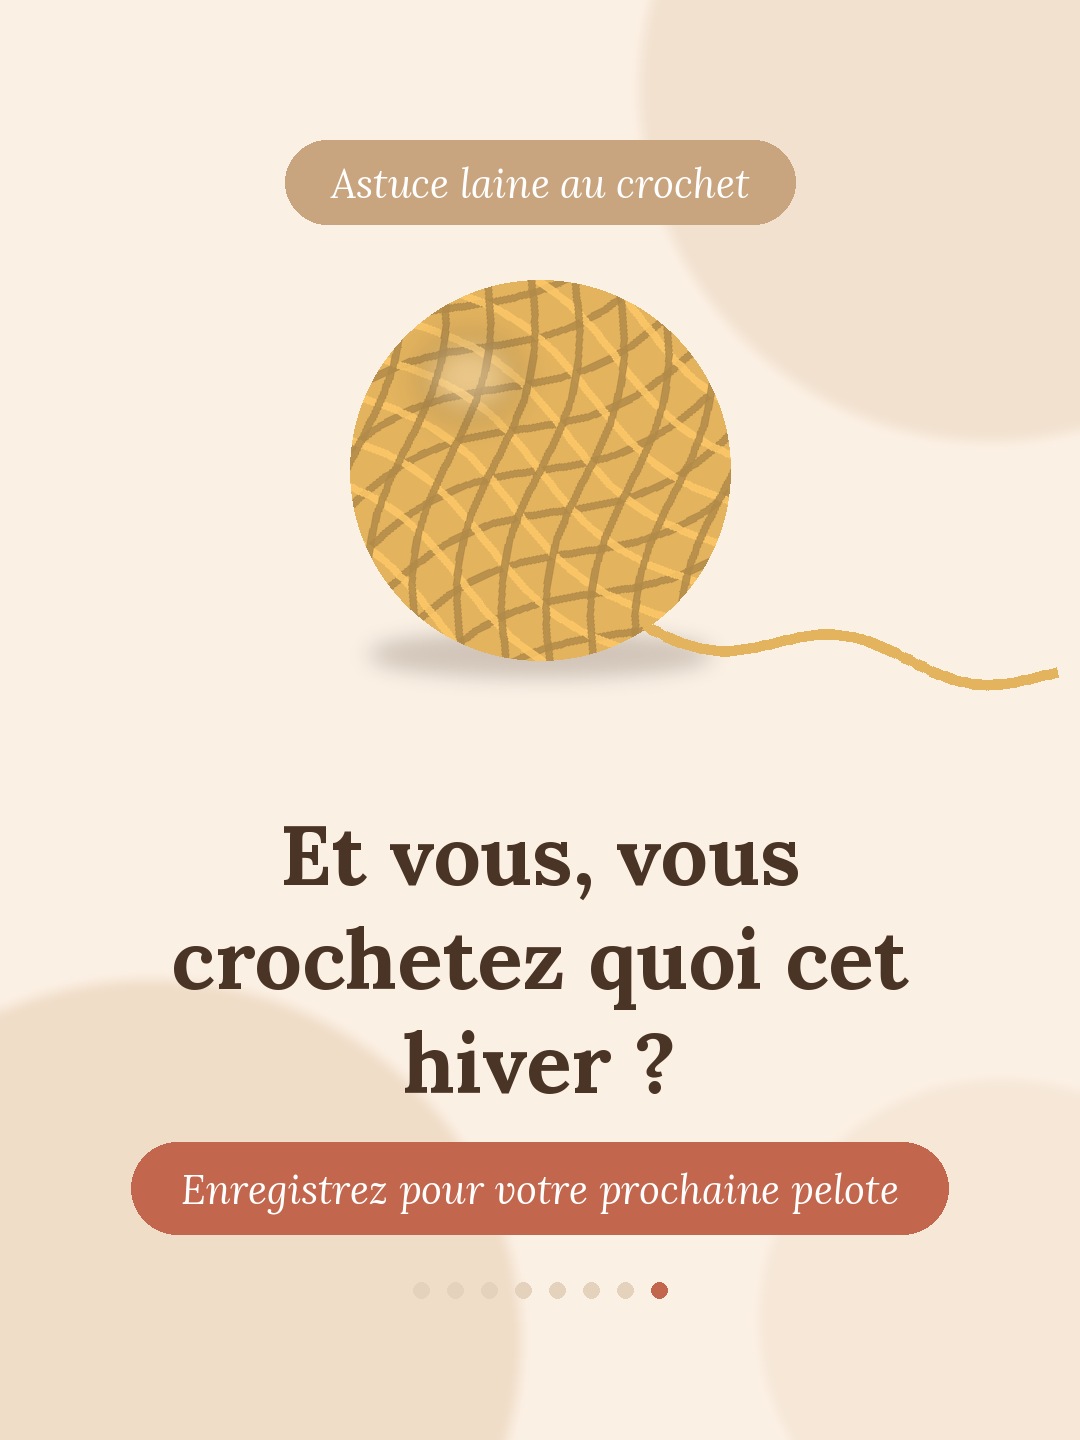 Astuce laine au crochet
Et vous, vous
crochetez quoi cet
hiver ?
Enregistrez pour votre prochaine pelote